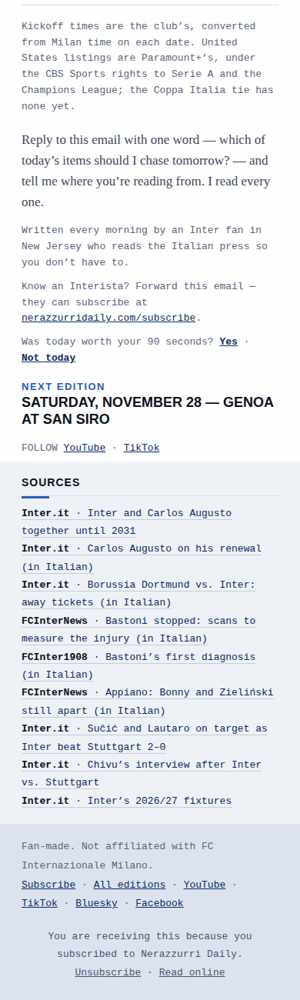 Kickoff times are the club’s, converted
from Milan time on each date. United
States listings are Paramount+’s, under
the CBS Sports rights to Serie A and the
Champions League; the Coppa Italia tie has
none yet.
Reply to this email with one word — which of
today’s items should I chase tomorrow? — and
tell me where you’re reading from. I read every
one.
Written every morning by an Inter fan in
New Jersey who reads the Italian press so
you don’t have to.
Know an Interista? Forward this email —
they can subscribe at
nerazzurridaily.com/subscribe.
Was today worth your 90 seconds? Yes ·
Not today
NEXT EDITION
SATURDAY, NOVEMBER 28 — GENOA
AT SAN SIRO
FOLLOW YouTube · TikTok
SOURCES
Inter.it · Inter and Carlos Augusto
together until 2031
Inter.it · Carlos Augusto on his renewal
(in Italian)
Inter.it · Borussia Dortmund vs. Inter:
away tickets (in Italian)
FCInterNews · Bastoni stopped: scans to
measure the injury (in Italian)
FCInter1908 · Bastoni’s first diagnosis
(in Italian)
FCInterNews · Appiano: Bonny and Zieliński
still apart (in Italian)
Inter.it · Sučić and Lautaro on target as
Inter beat Stuttgart 2–0
Inter.it · Chivu’s interview after Inter
vs. Stuttgart
Inter.it · Inter’s 2026/27 fixtures
Fan-made. Not affiliated with FC
Internazionale Milano.
Subscribe · All editions · YouTube ·
TikTok · Bluesky · Facebook
You are receiving this because you
subscribed to Nerazzurri Daily.
Unsubscribe · Read online